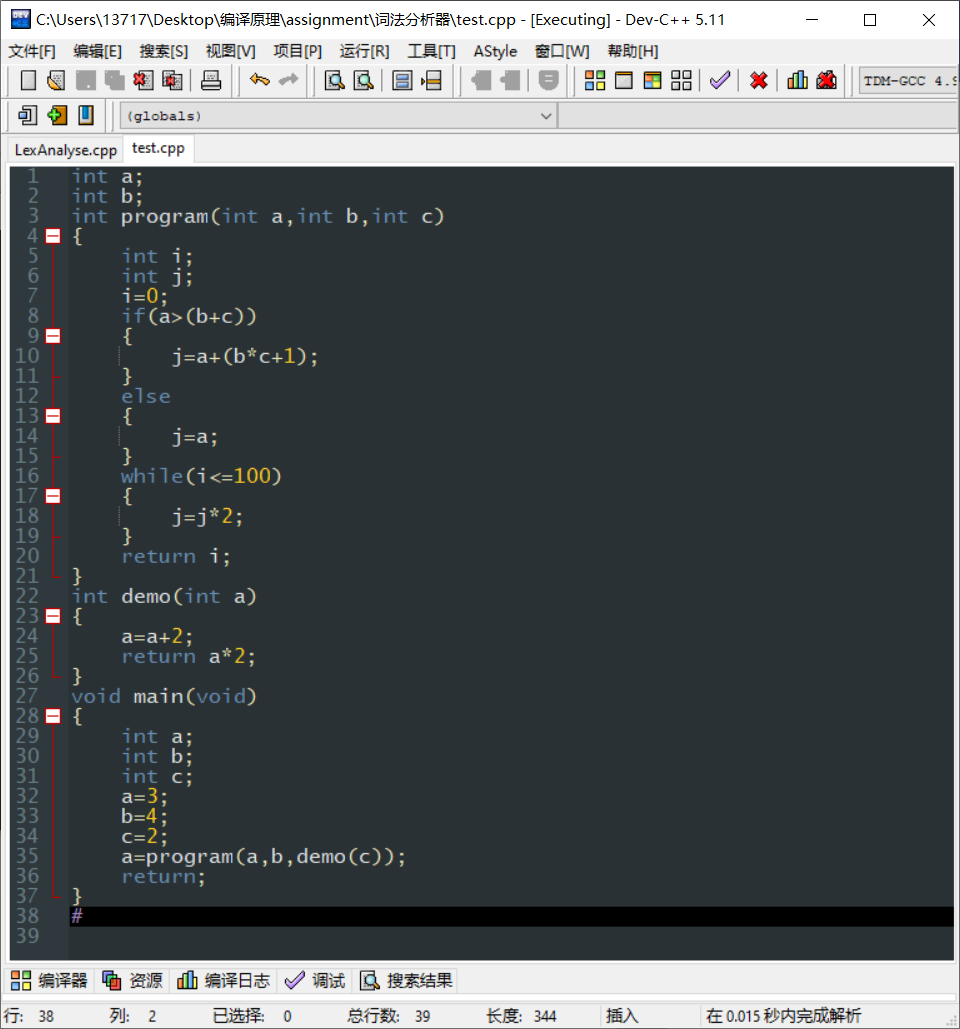 C:\Users\13717\Desktop\编译原理\assignment\词法分析器\test.cpp - [Executing] - Dev-C++ 5.11
文件[F] 编辑[E] 搜索[S] 视图[V] 项目[P] 运行[R] 工具[T] AStyle 窗口[W] 帮助[H]
TDM-GCC 4.9
(globals)
LexAnalyse.cpp test.cpp
1 int a;
2 int b;
3 int program(int a,int b,int c)
4 {
5     int i;
6     int j;
7     i=0;
8     if(a>(b+c))
9     {
10         j=a+(b*c+1);
11     }
12     else
13     {
14         j=a;
15     }
16     while(i<=100)
17     {
18         j=j*2;
19     }
20     return i;
21 }
22 int demo(int a)
23 {
24     a=a+2;
25     return a*2;
26 }
27 void main(void)
28 {
29     int a;
30     int b;
31     int c;
32     a=3;
33     b=4;
34     c=2;
35     a=program(a,b,demo(c));
36     return;
37 }
38 #
39
编译器 资源 编译日志 调试 搜索结果
行: 38 列: 2 已选择: 0 总行数: 39 长度: 344 插入 在 0.015 秒内完成解析